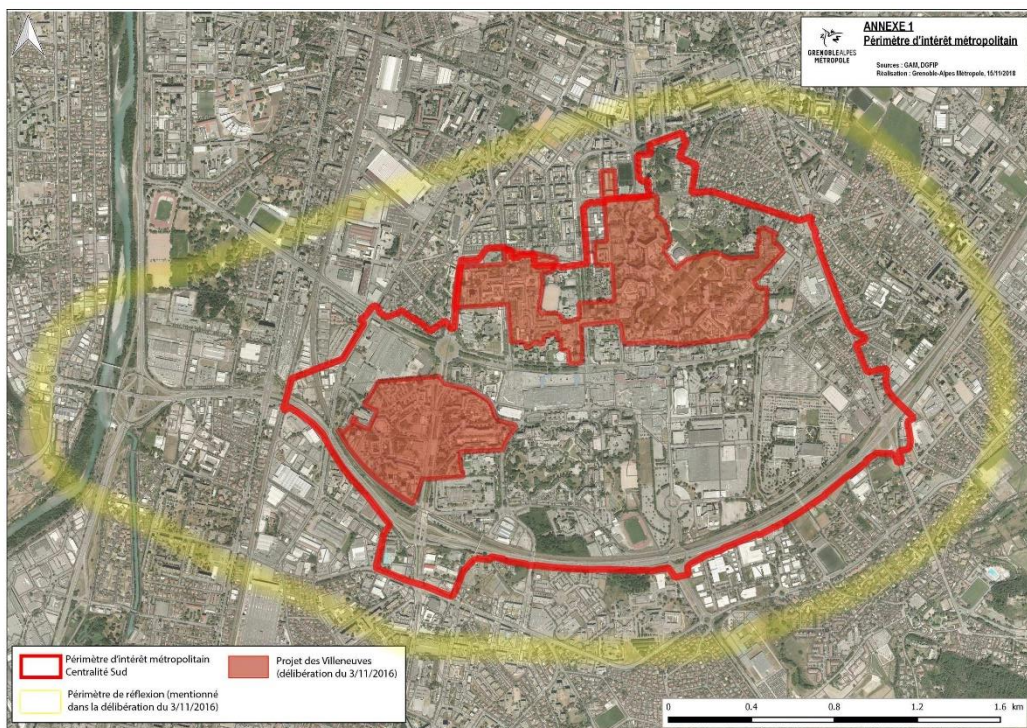 ANNEXE 1
Périmètre d'intérêt métropolitain
GRENOBLEALPES
MÉTROPOLE
Sources : GAM, DGFIP
Réalisation : Grenoble-Alpes Métropole, 15/11/2018
Périmètre d'intérêt métropolitain
Centralité Sud
Projet des Villeneuves
(délibération du 3/11/2016)
Périmètre de réflexion (mentionné
dans la délibération du 3/11/2016)
0 0.4 0.8 1.2 1.6 km